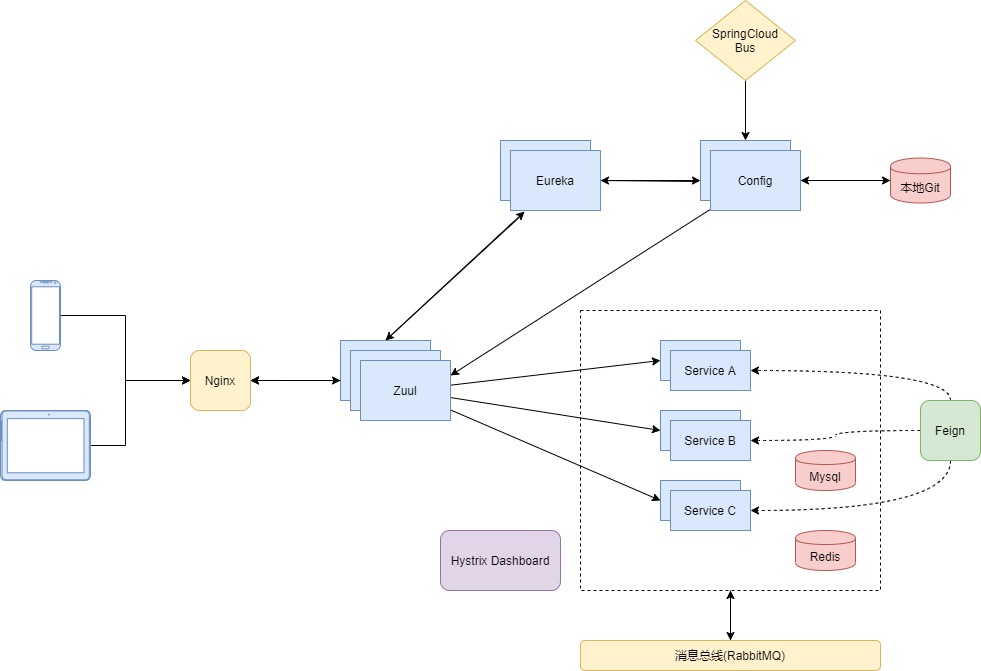 SpringCloud
Bus
Eureka
Config
本地Git
Nginx
Zuul
Service A
Service B
Service C
Feign
Mysql
Redis
Hystrix Dashboard
消息总线(RabbitMQ)